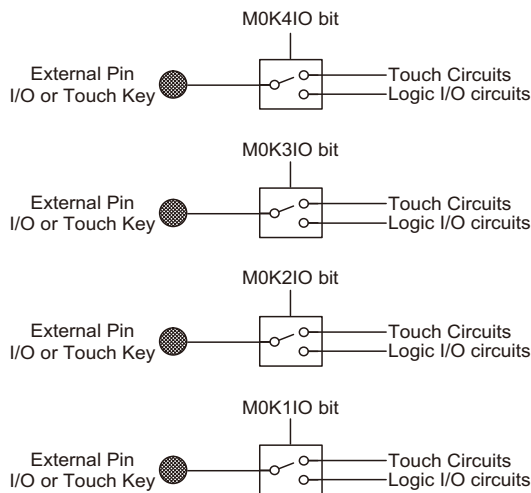 M0K4IO bit
External Pin
I/O or Touch Key
Touch Circuits
Logic I/O circuits
M0K3IO bit
External Pin
I/O or Touch Key
Touch Circuits
Logic I/O circuits
M0K2IO bit
External Pin
I/O or Touch Key
Touch Circuits
Logic I/O circuits
M0K1IO bit
External Pin
I/O or Touch Key
Touch Circuits
Logic I/O circuits